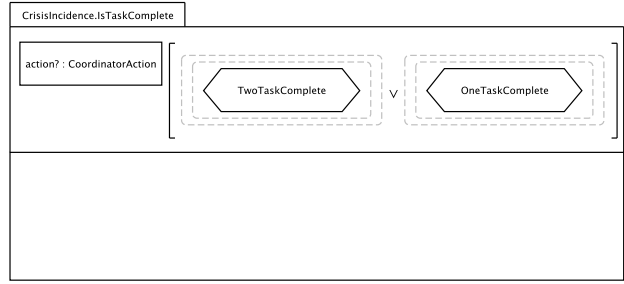 CrisisIncidence.IsTaskComplete
action? : CoordinatorAction
TwoTaskComplete
∨
OneTaskComplete